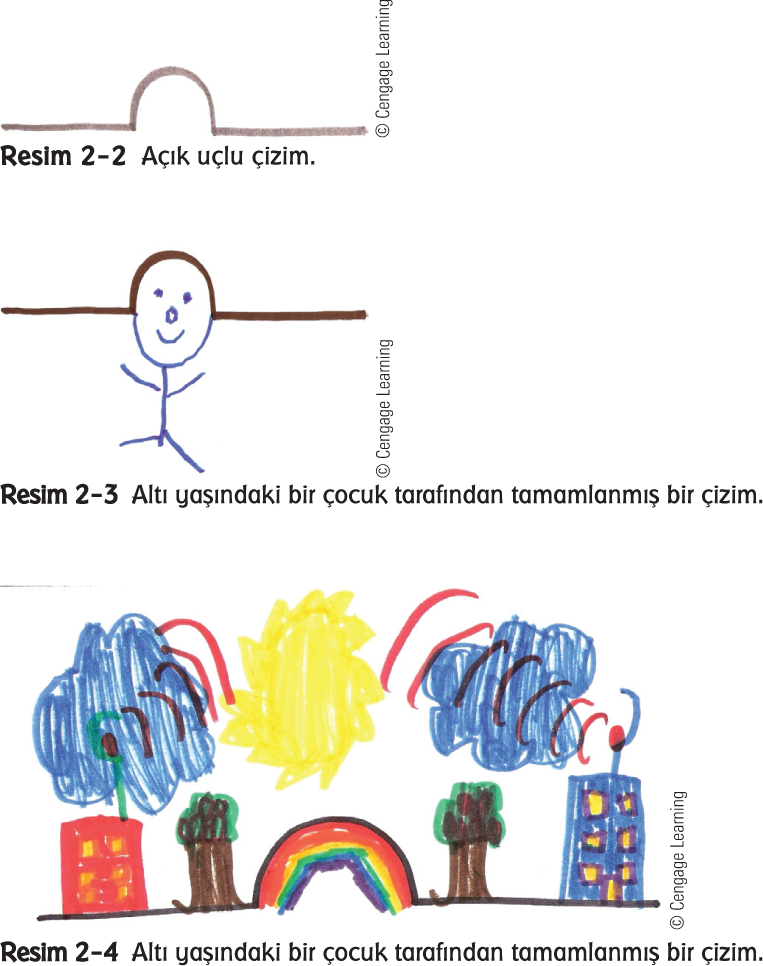 © Cengage Learning
Resim 2-2 Açık uçlu çizim.
© Cengage Learning
Resim 2-3 Altı yaşındaki bir çocuk tarafından tamamlanmış bir çizim.
© Cengage Learning
Resim 2-4 Altı yaşındaki bir çocuk tarafından tamamlanmış bir çizim.